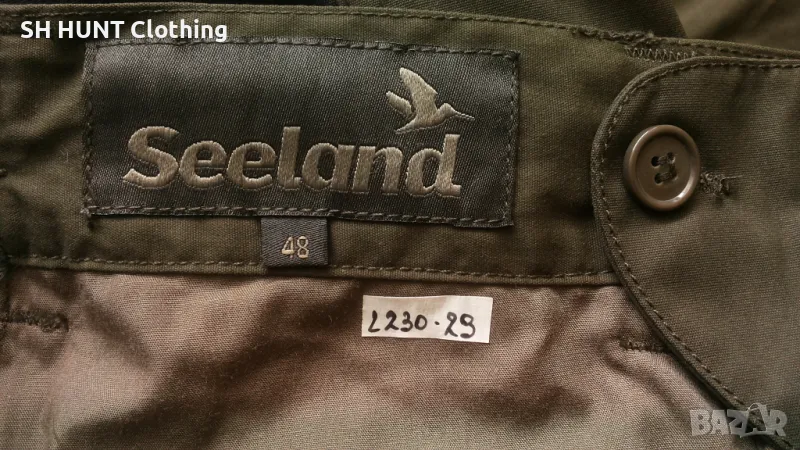 SH HUNT Clothing
Seeland
48
L230-29
BAZAR